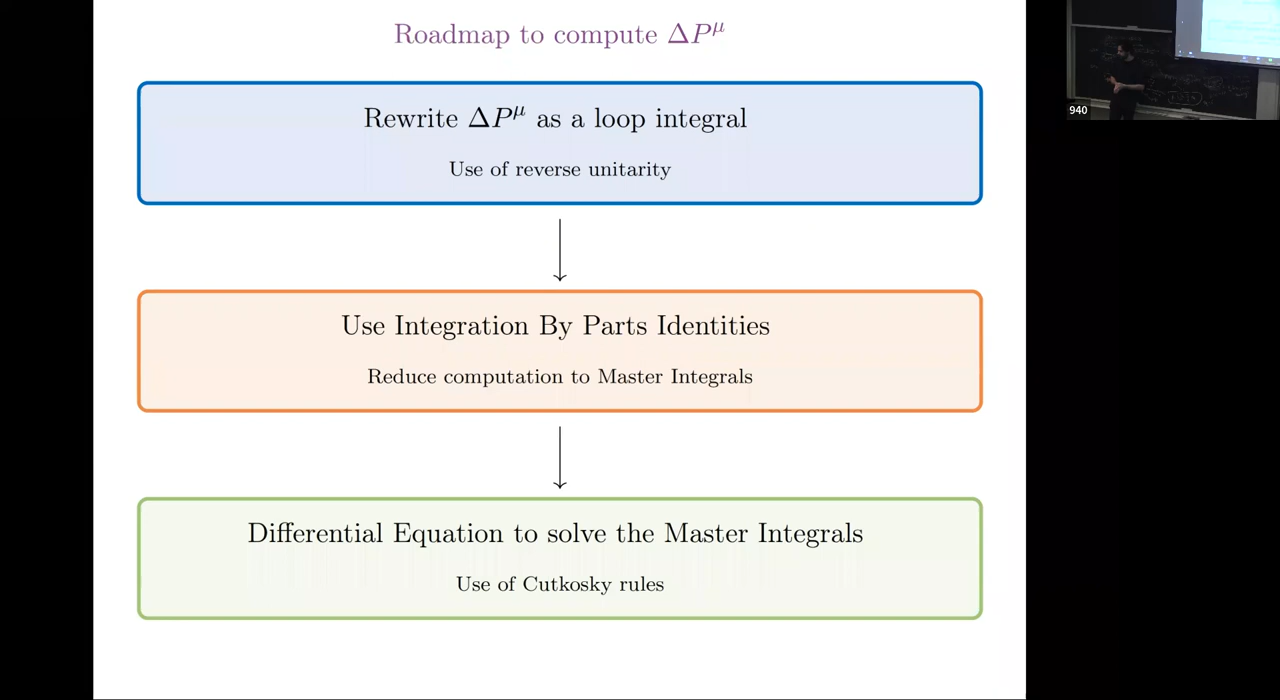 Roadmap to compute ΔP^μ
Rewrite ΔP^μ as a loop integral
Use of reverse unitarity
Use Integration By Parts Identities
Reduce computation to Master Integrals
Differential Equation to solve the Master Integrals
Use of Cutkosky rules
940